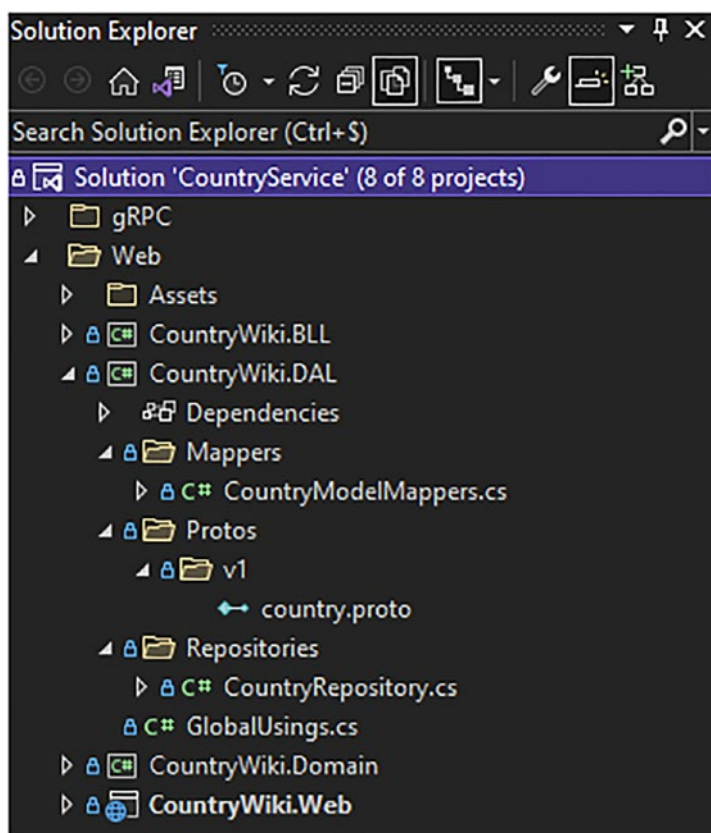 Solution Explorer
Search Solution Explorer (Ctrl+$)
Solution 'CountryService' (8 of 8 projects)
gRPC
Web
Assets
C# CountryWiki.BLL
C# CountryWiki.DAL
Dependencies
Mappers
C# CountryModelMappers.cs
Protos
v1
country.proto
Repositories
C# CountryRepository.cs
C# GlobalUsings.cs
C# CountryWiki.Domain
CountryWiki.Web